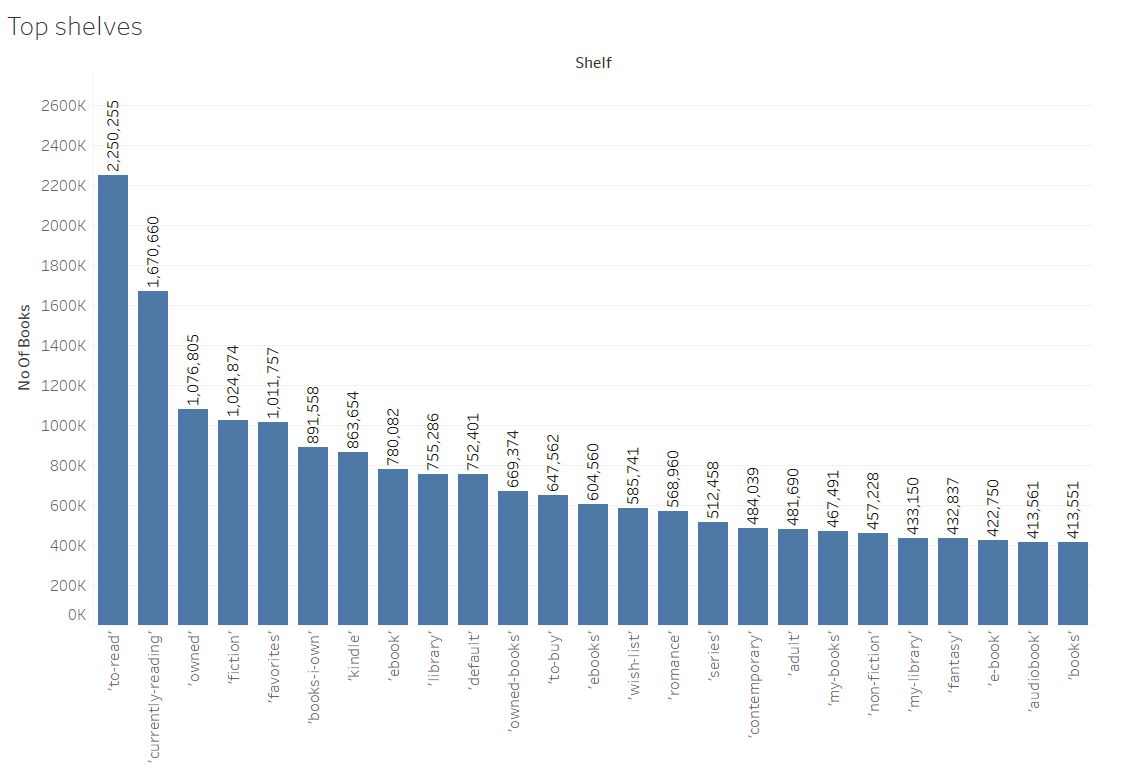 Top shelves
Shelf
No Of Books
2600K
2400K
2200K
2000K
1800K
1600K
1400K
1200K
1000K
800K
600K
400K
200K
0K
2,250,255
1,670,660
1,076,805
1,024,874
1,011,757
891,558
863,654
780,082
755,286
752,401
669,374
647,562
604,560
585,741
568,960
512,458
484,039
481,690
467,491
457,228
433,150
432,837
422,750
413,561
413,551
'to-read'
'currently-reading'
'owned'
'fiction'
'favorites'
'books-i-own'
'kindle'
'ebook'
'library'
'default'
'owned-books'
'to-buy'
'ebooks'
'wish-list'
'romance'
'series'
'contemporary'
'adult'
'my-books'
'non-fiction'
'my-library'
'fantasy'
'e-book'
'audiobook'
'books'